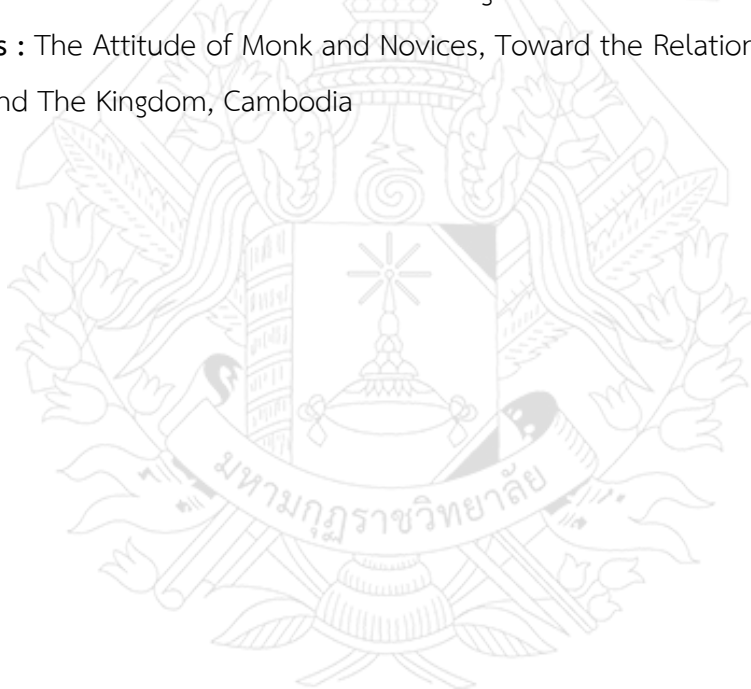 s : The Attitude of Monk and Novices, Toward the Relation
nd The Kingdom, Cambodia
มหามกุฏราชวิทยาลัย